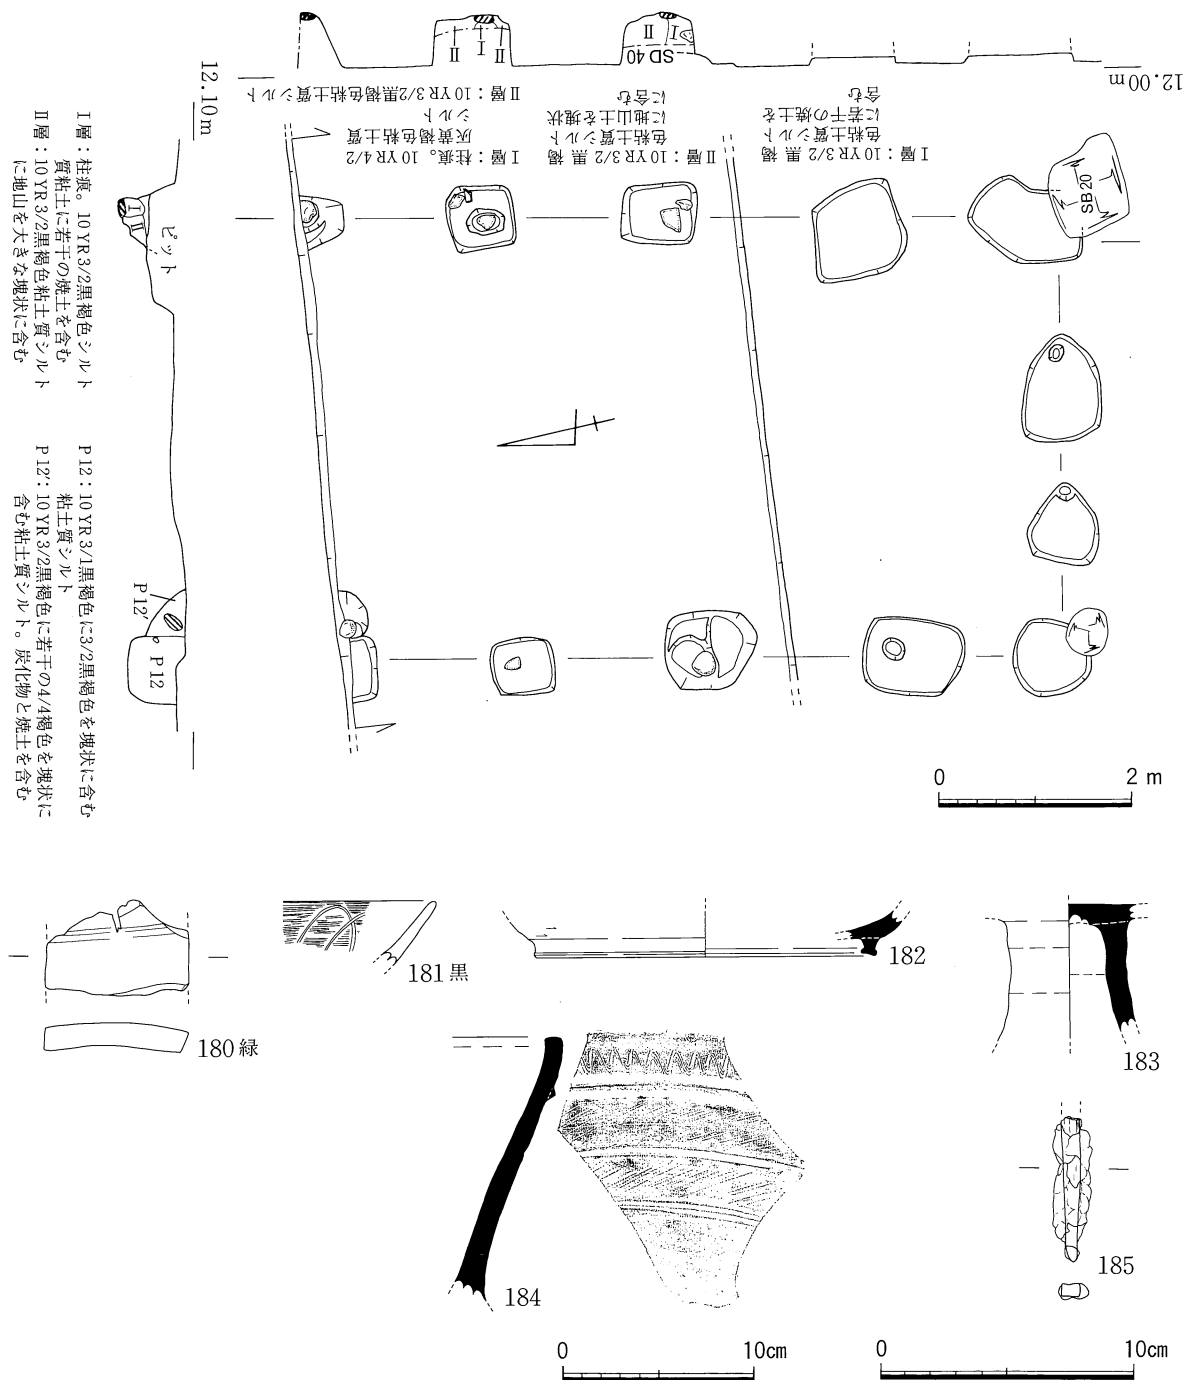 12.00m
SD 40
Ⅰ
Ⅱ
Ⅱ
Ⅰ
Ⅱ
Ⅰ層：10YR3/2 黒褐
色粘土質シルト
に若干の焼土を
含む
Ⅱ層：10YR3/2 黒褐
色粘土質シルト
に地山土を塊状
に含む
Ⅰ層：柱痕。10YR4/2
灰黄褐色粘土質
シルト
Ⅱ層：10YR3/2黒褐色粘土質シルト
12.10m
Ⅰ
Ⅱ
ピット
P12′
P12
Ⅰ層：柱痕。10YR3/2黒褐色シルト
質粘土に若干の焼土を含む
Ⅱ層：10YR3/2黒褐色粘土質シルト
に地山を大きな塊状に含む
P12：10YR3/1黒褐色に3/2黒褐色を塊状に含む
粘土質シルト
P12′：10YR3/2黒褐色に若干の4/4褐色を塊状に
含む粘土質シルト。炭化物と焼土を含む
SB20
0 2 m
180緑
181黒
182
183
184
185
0 10cm
0 10cm